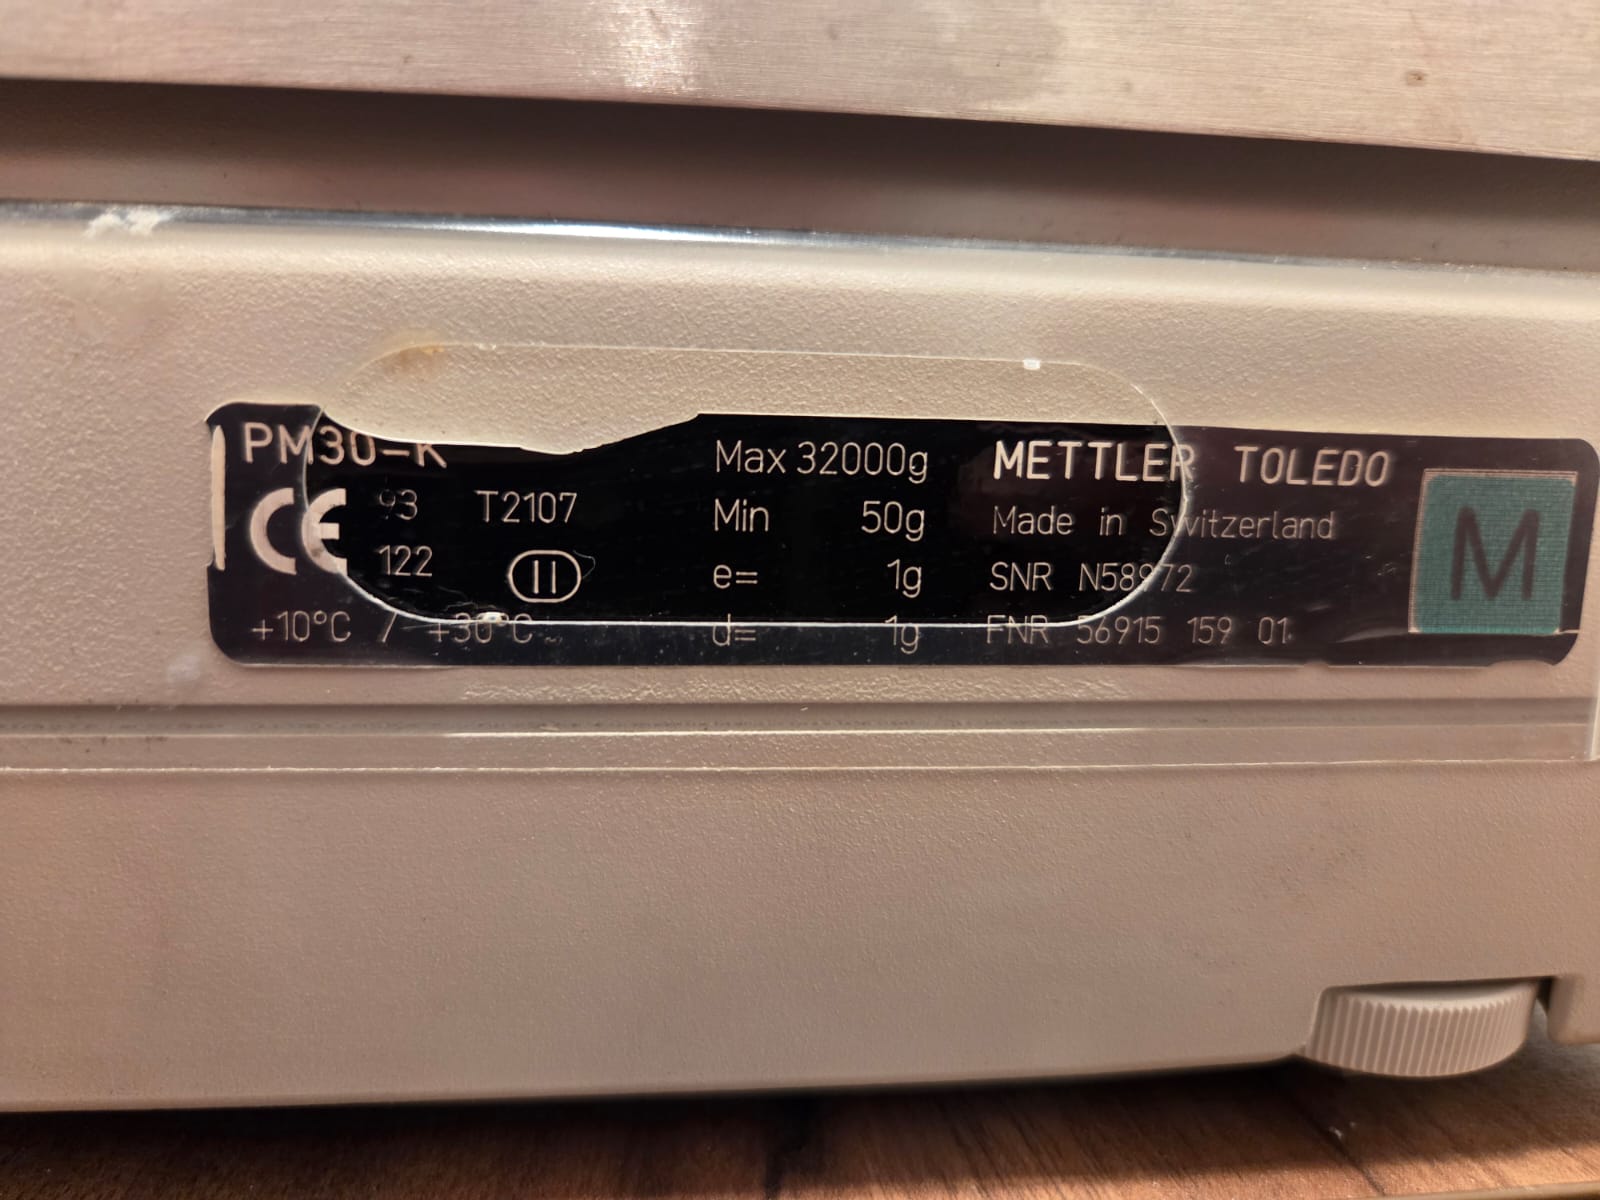 PM30-K
CE 93 T2107
122 II
+10°C / +30°C
Max 32000g
Min 50g
e= 1g
d= 1g
METTLER TOLEDO
Made in Switzerland
SNR N58972
FNR 56915 159 01
M